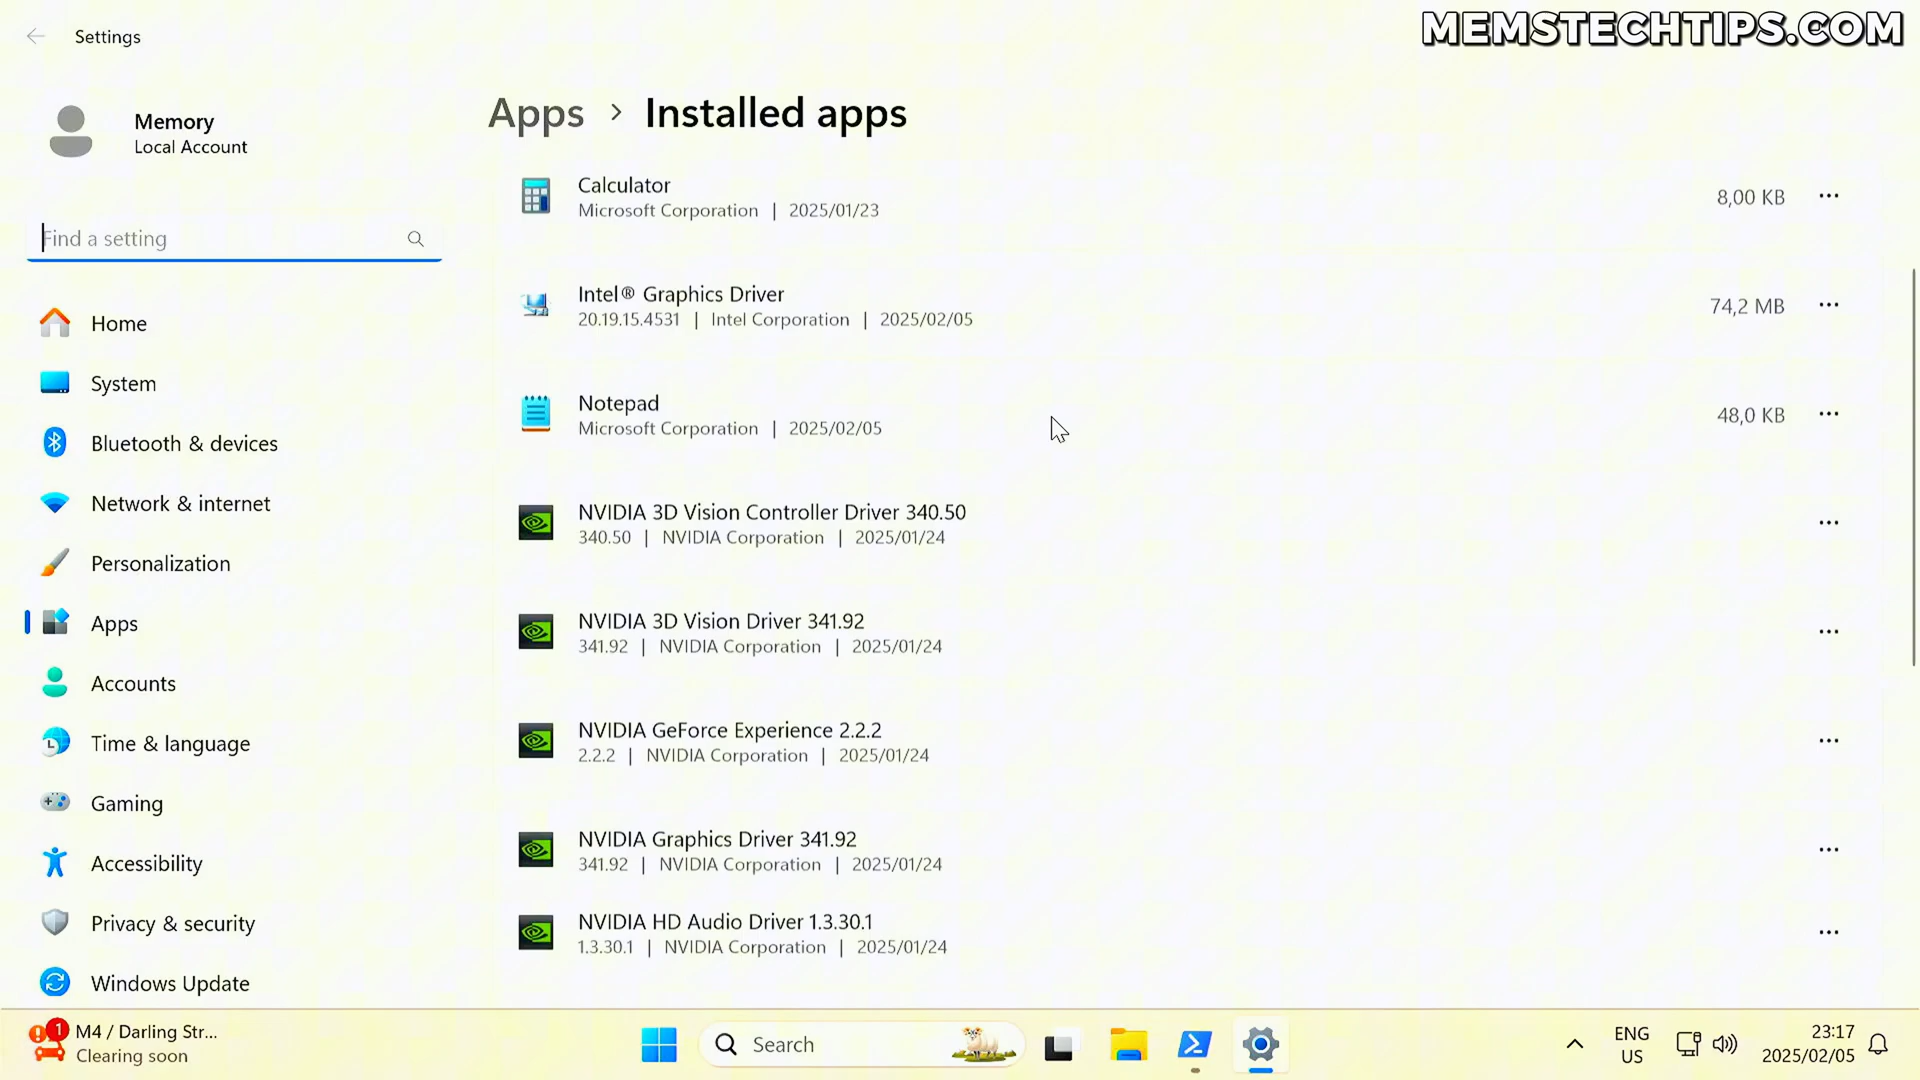 Settings
MEMSTECHTIPS.COM
Memory
Local Account
Find a setting
Home
System
Bluetooth & devices
Network & internet
Personalization
Apps
Accounts
Time & language
Gaming
Accessibility
Privacy & security
Windows Update
Apps > Installed apps
Calculator
Microsoft Corporation | 2025/01/23
8,00 KB
Intel® Graphics Driver
20.19.15.4531 | Intel Corporation | 2025/02/05
74,2 MB
Notepad
Microsoft Corporation | 2025/02/05
48,0 KB
NVIDIA 3D Vision Controller Driver 340.50
340.50 | NVIDIA Corporation | 2025/01/24
NVIDIA 3D Vision Driver 341.92
341.92 | NVIDIA Corporation | 2025/01/24
NVIDIA GeForce Experience 2.2.2
2.2.2 | NVIDIA Corporation | 2025/01/24
NVIDIA Graphics Driver 341.92
341.92 | NVIDIA Corporation | 2025/01/24
NVIDIA HD Audio Driver 1.3.30.1
1.3.30.1 | NVIDIA Corporation | 2025/01/24
1
M4 / Darling Str...
Clearing soon
Search
ENG
US
23:17
2025/02/05